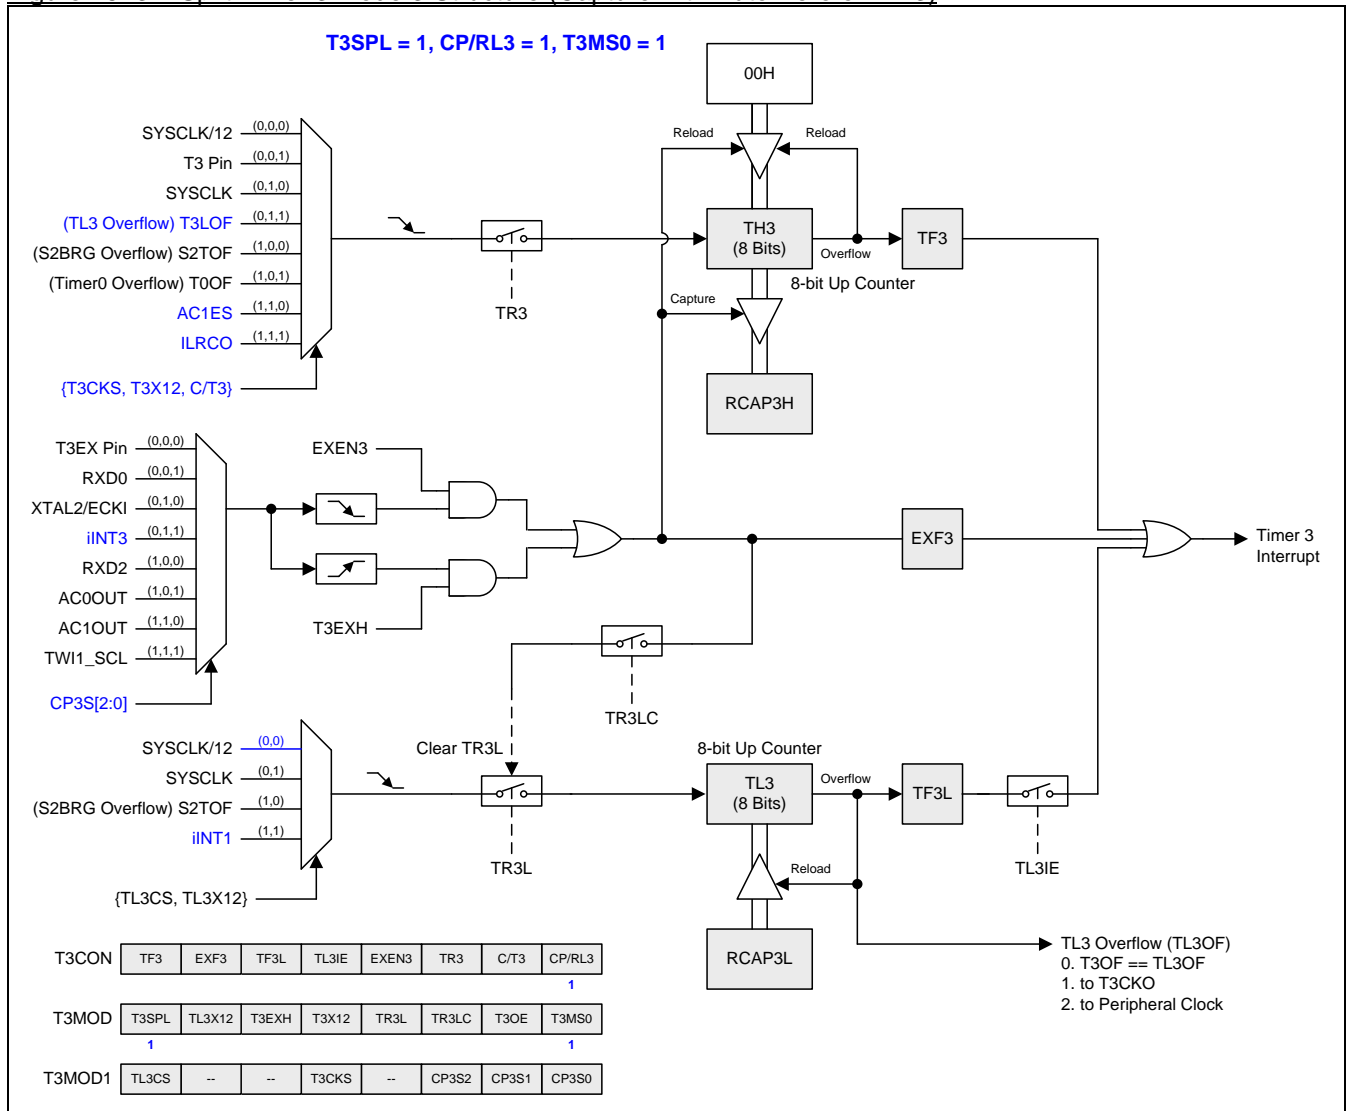 T3SPL = 1, CP/RL3 = 1, T3MS0 = 1
00H
Reload
Reload
SYSCLK/12 (0,0,0)
T3 Pin (0,0,1)
SYSCLK (0,1,0)
(TL3 Overflow) T3LOF (0,1,1)
(S2BRG Overflow) S2TOF (1,0,0)
(Timer0 Overflow) T0OF (1,0,1)
AC1ES (1,1,0)
ILRCO (1,1,1)
{T3CKS, T3X12, C/T3}
TR3
TH3
(8 Bits)
Overflow
TF3
8-bit Up Counter
Capture
RCAP3H
T3EX Pin (0,0,0)
RXD0 (0,0,1)
XTAL2/ECKI (0,1,0)
iINT3 (0,1,1)
RXD2 (1,0,0)
AC0OUT (1,0,1)
AC1OUT (1,1,0)
TWI1_SCL (1,1,1)
CP3S[2:0]
EXEN3
T3EXH
EXF3
Timer 3
Interrupt
TR3LC
SYSCLK/12 (0,0)
SYSCLK (0,1)
(S2BRG Overflow) S2TOF (1,0)
iINT1 (1,1)
{TL3CS, TL3X12}
Clear TR3L
TR3L
8-bit Up Counter
TL3
(8 Bits)
Overflow
TF3L
TL3IE
Reload
RCAP3L
TL3 Overflow (TL3OF)
0. T3OF == TL3OF
1. to T3CKO
2. to Peripheral Clock
T3CON TF3 EXF3 TF3L TL3IE EXEN3 TR3 C/T3 CP/RL3
1
T3MOD T3SPL TL3X12 T3EXH T3X12 TR3L TR3LC T3OE T3MS0
1 1
T3MOD1 TL3CS -- -- T3CKS -- CP3S2 CP3S1 CP3S0